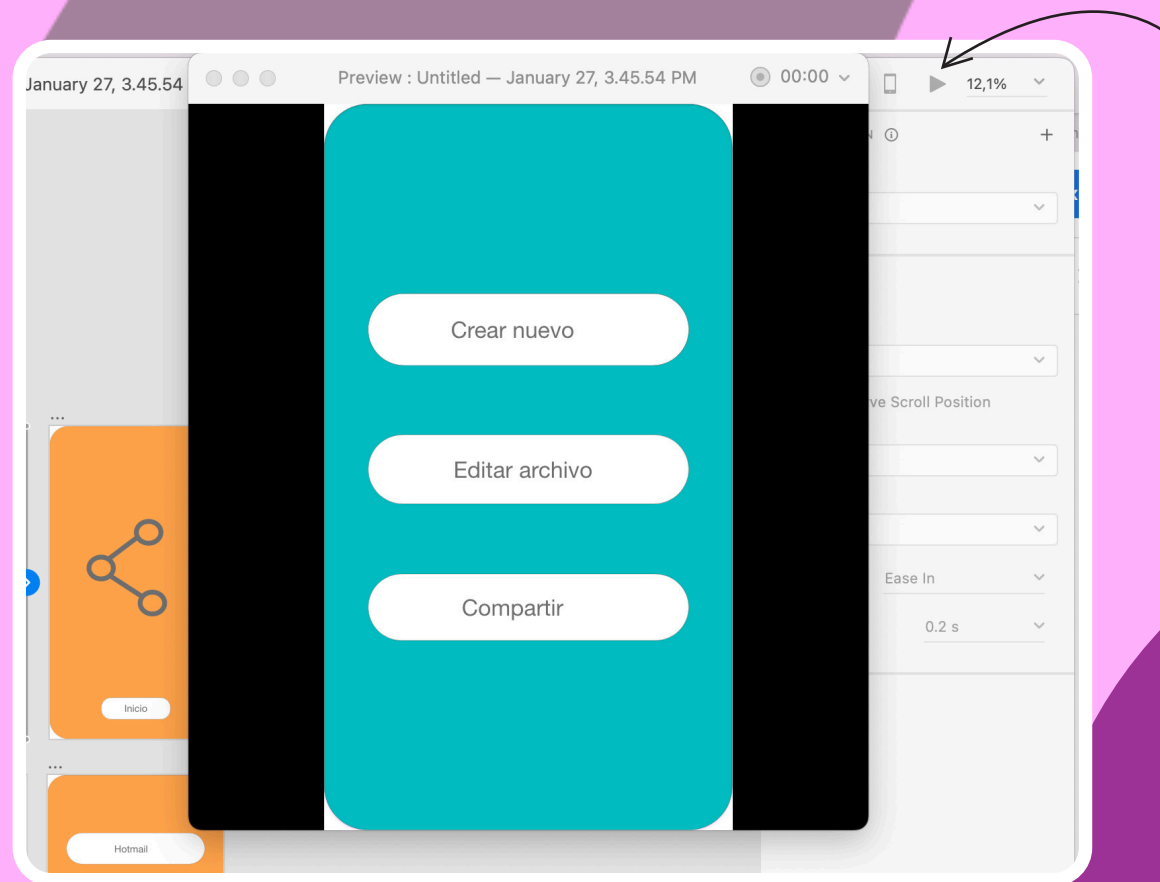 January 27, 3.45.54
Preview : Untitled — January 27, 3.45.54 PM
00:00
12,1%
Crear nuevo
Editar archivo
Compartir
ve Scroll Position
Ease In
0.2 s
Inicio
Hotmail